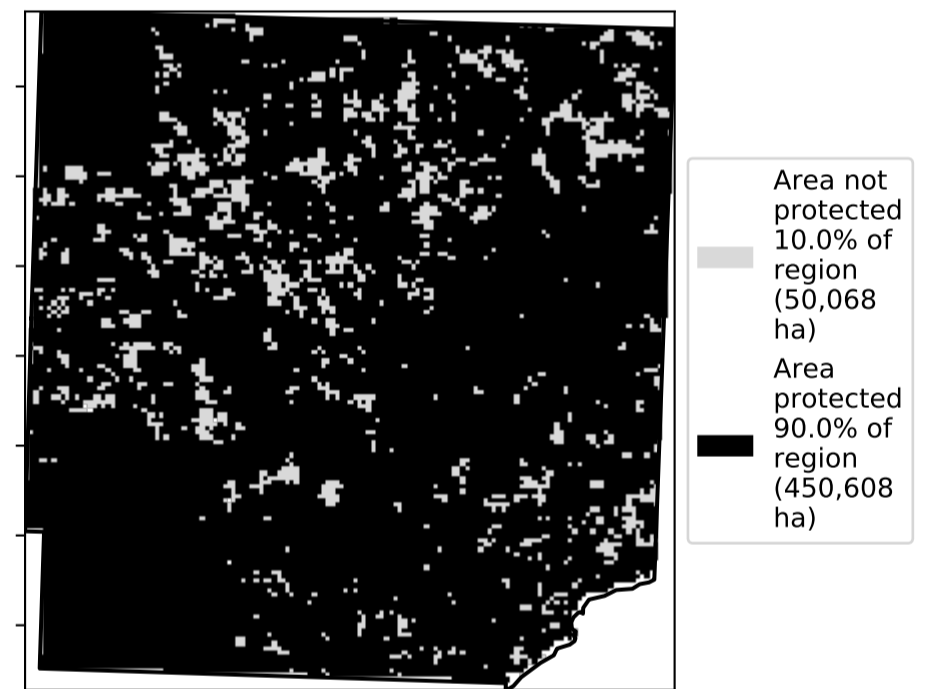 Area not
protected
10.0% of
region
(50,068
ha)
Area
protected
90.0% of
region
(450,608
ha)